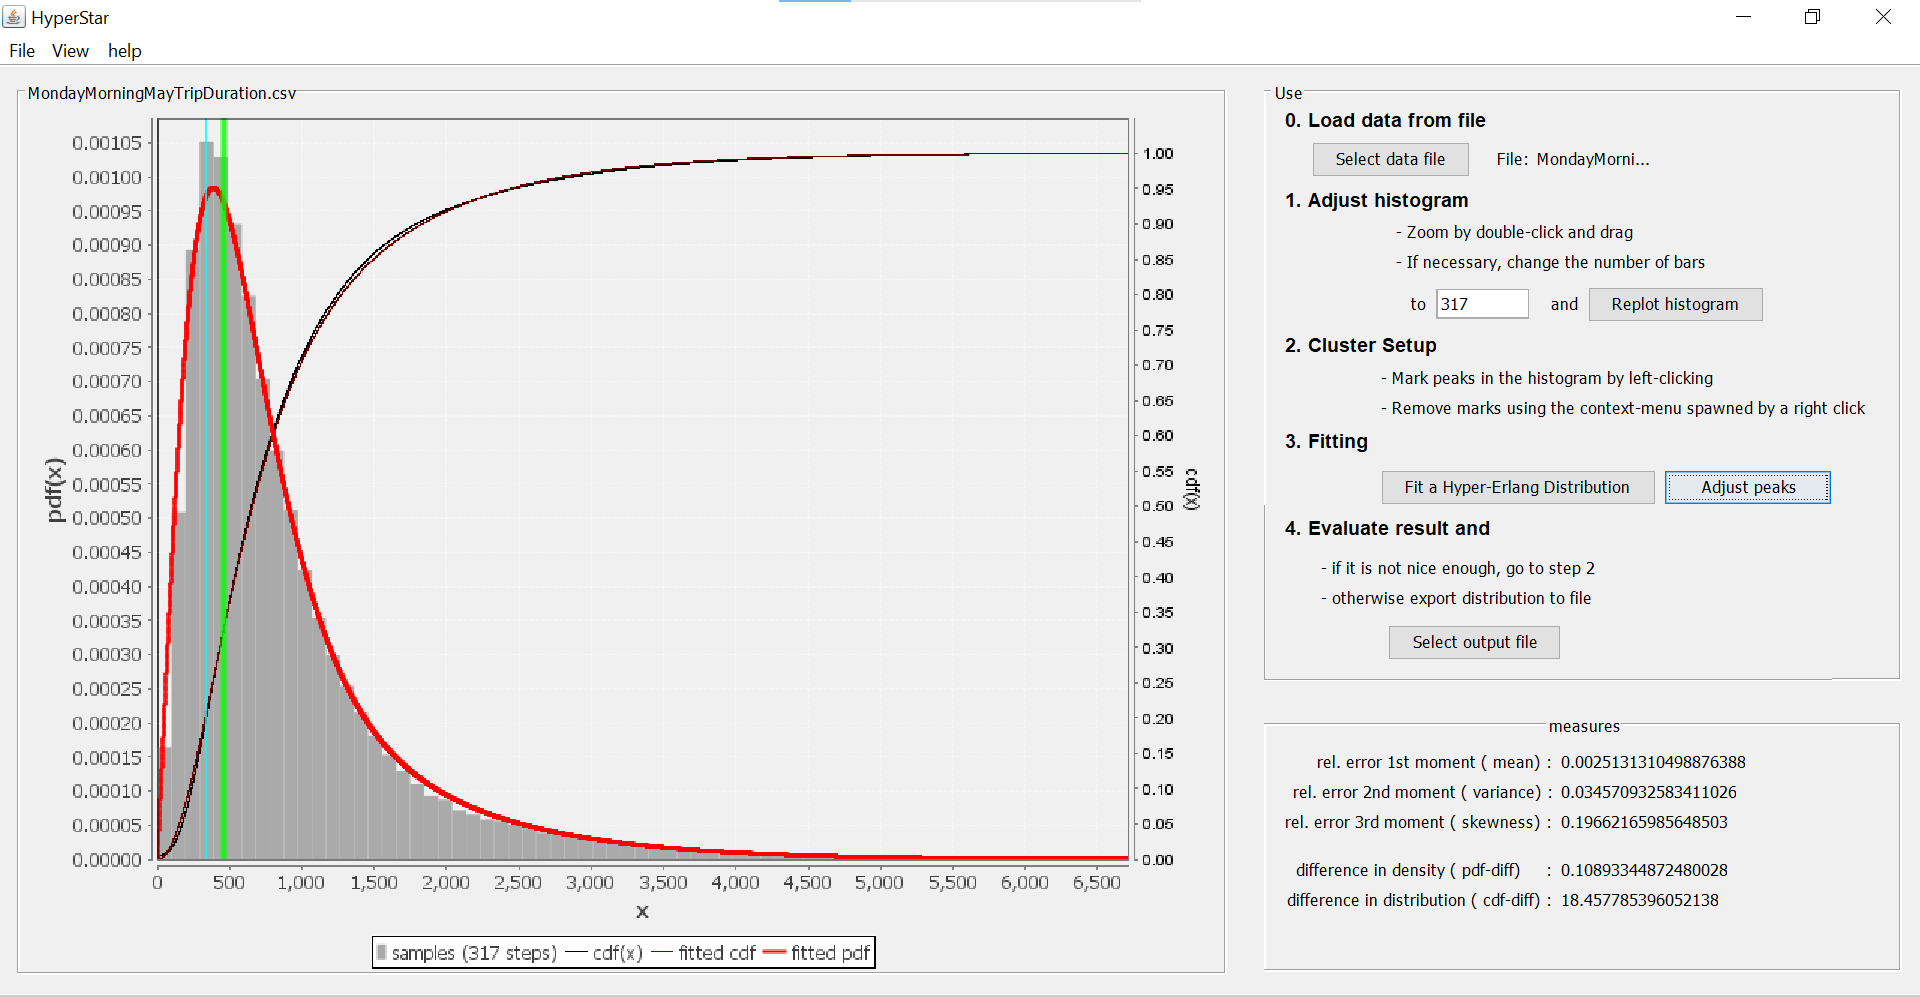 HyperStar
File View help
MondayMorningMayTripDuration.csv
0.00105
0.00100
0.00095
0.00090
0.00085
0.00080
0.00075
0.00070
0.00065
0.00060
0.00055
0.00050
0.00045
0.00040
0.00035
0.00030
0.00025
0.00020
0.00015
0.00010
0.00005
0.00000
pdf(x)
1.00
0.95
0.90
0.85
0.80
0.75
0.70
0.65
0.60
0.55
0.50
0.45
0.40
0.35
0.30
0.25
0.20
0.15
0.10
0.05
0.00
cdf(x)
0 500 1,000 1,500 2,000 2,500 3,000 3,500 4,000 4,500 5,000 5,500 6,000 6,500
x
samples (317 steps) cdf(x) fitted cdf fitted pdf
Use
0. Load data from file
Select data file File: MondayMorni...
1. Adjust histogram
- Zoom by double-click and drag
- If necessary, change the number of bars
to 317 and Replot histogram
2. Cluster Setup
- Mark peaks in the histogram by left-clicking
- Remove marks using the context-menu spawned by a right click
3. Fitting
Fit a Hyper-Erlang Distribution Adjust peaks
4. Evaluate result and
- if it is not nice enough, go to step 2
- otherwise export distribution to file
Select output file
measures
rel. error 1st moment ( mean) : 0.0025131310498876388
rel. error 2nd moment ( variance) : 0.034570932583411026
rel. error 3rd moment ( skewness) : 0.19662165985648503
difference in density ( pdf-diff) : 0.10893344872480028
difference in distribution ( cdf-diff) : 18.457785396052138